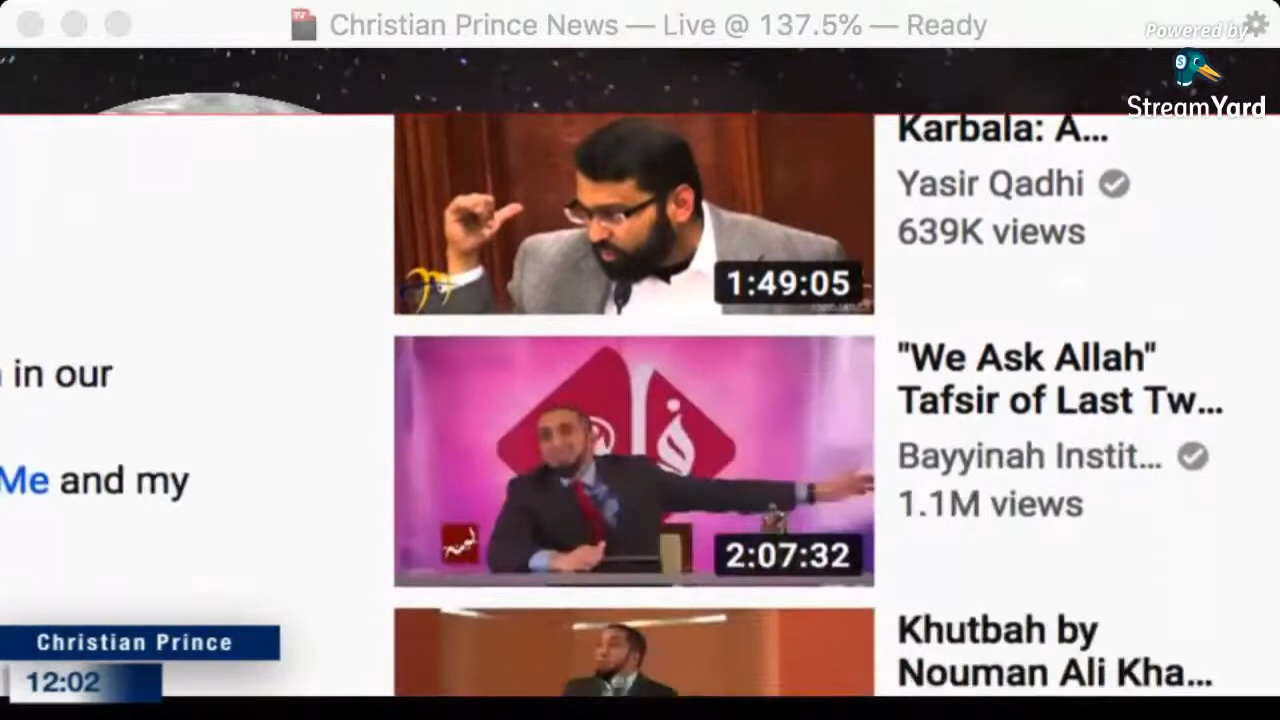 Christian Prince News — Live @ 137.5% — Ready
Powered by
StreamYard
Karbala: A...
Yasir Qadhi
639K views
1:49:05
in our
Me and my
"We Ask Allah"
Tafsir of Last Tw...
Bayyinah Instit...
1.1M views
2:07:32
Khutbah by
Nouman Ali Kha...
Christian Prince
12:02